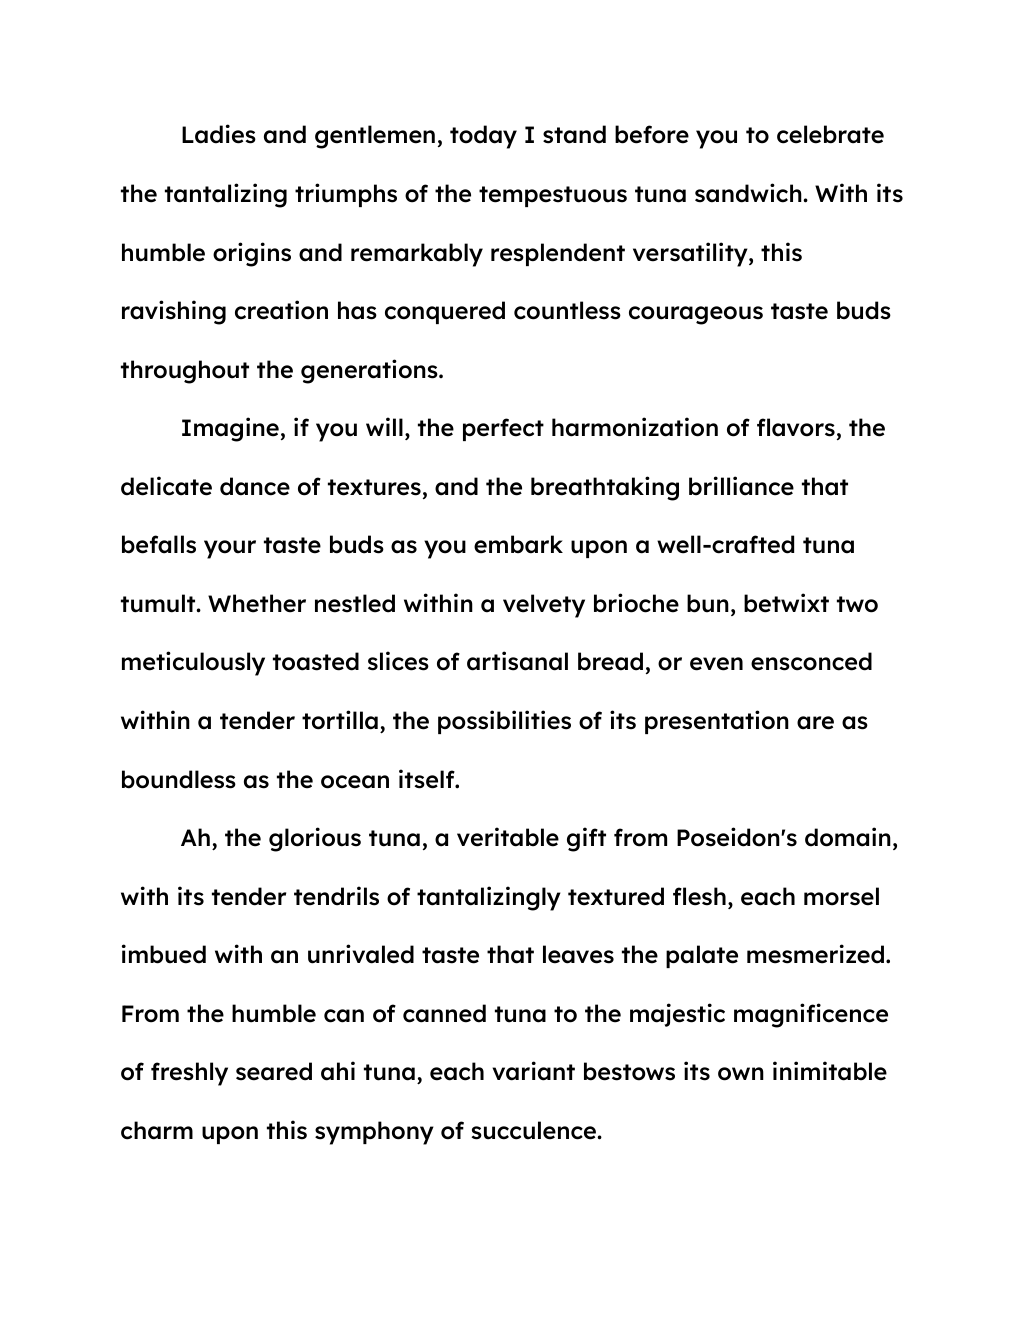 Ladies and gentlemen, today I stand before you to celebrate
the tantalizing triumphs of the tempestuous tuna sandwich. With its
humble origins and remarkably resplendent versatility, this
ravishing creation has conquered countless courageous taste buds
throughout the generations.
Imagine, if you will, the perfect harmonization of flavors, the
delicate dance of textures, and the breathtaking brilliance that
befalls your taste buds as you embark upon a well-crafted tuna
tumult. Whether nestled within a velvety brioche bun, betwixt two
meticulously toasted slices of artisanal bread, or even ensconced
within a tender tortilla, the possibilities of its presentation are as
boundless as the ocean itself.
Ah, the glorious tuna, a veritable gift from Poseidon's domain,
with its tender tendrils of tantalizingly textured flesh, each morsel
imbued with an unrivaled taste that leaves the palate mesmerized.
From the humble can of canned tuna to the majestic magnificence
of freshly seared ahi tuna, each variant bestows its own inimitable
charm upon this symphony of succulence.